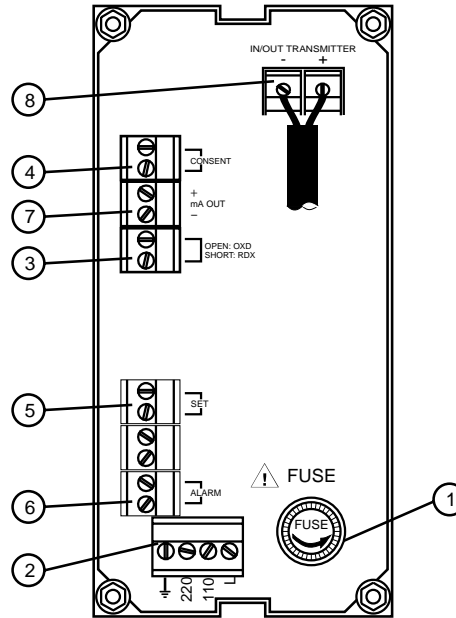 IN/OUT TRANSMITTER
- +
8
4
CONSENT
+
7
mA OUT
-
3
OPEN: OXD
SHORT: RDX
5
SET
6
ALARM
FUSE
1
FUSE
2
220
110
L